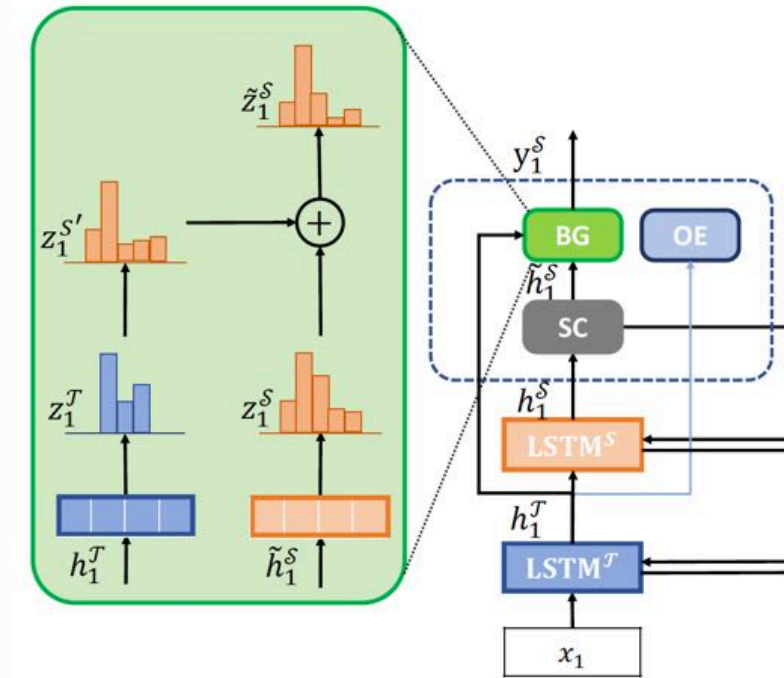 z̃₁^𝒮
z₁^S′
z₁^𝒯
z₁^𝒮
h₁^𝒯
h̃₁^𝒮
y₁^𝒮
BG
OE
h̃₁^𝒮
SC
h₁^𝒮
LSTM^𝒮
h₁^𝒯
LSTM^𝒯
x₁